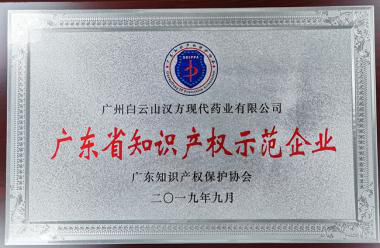 广州白云山汉方现代药业有限公司
广东省知识产权示范企业
广东知识产权保护协会
二〇一九年九月